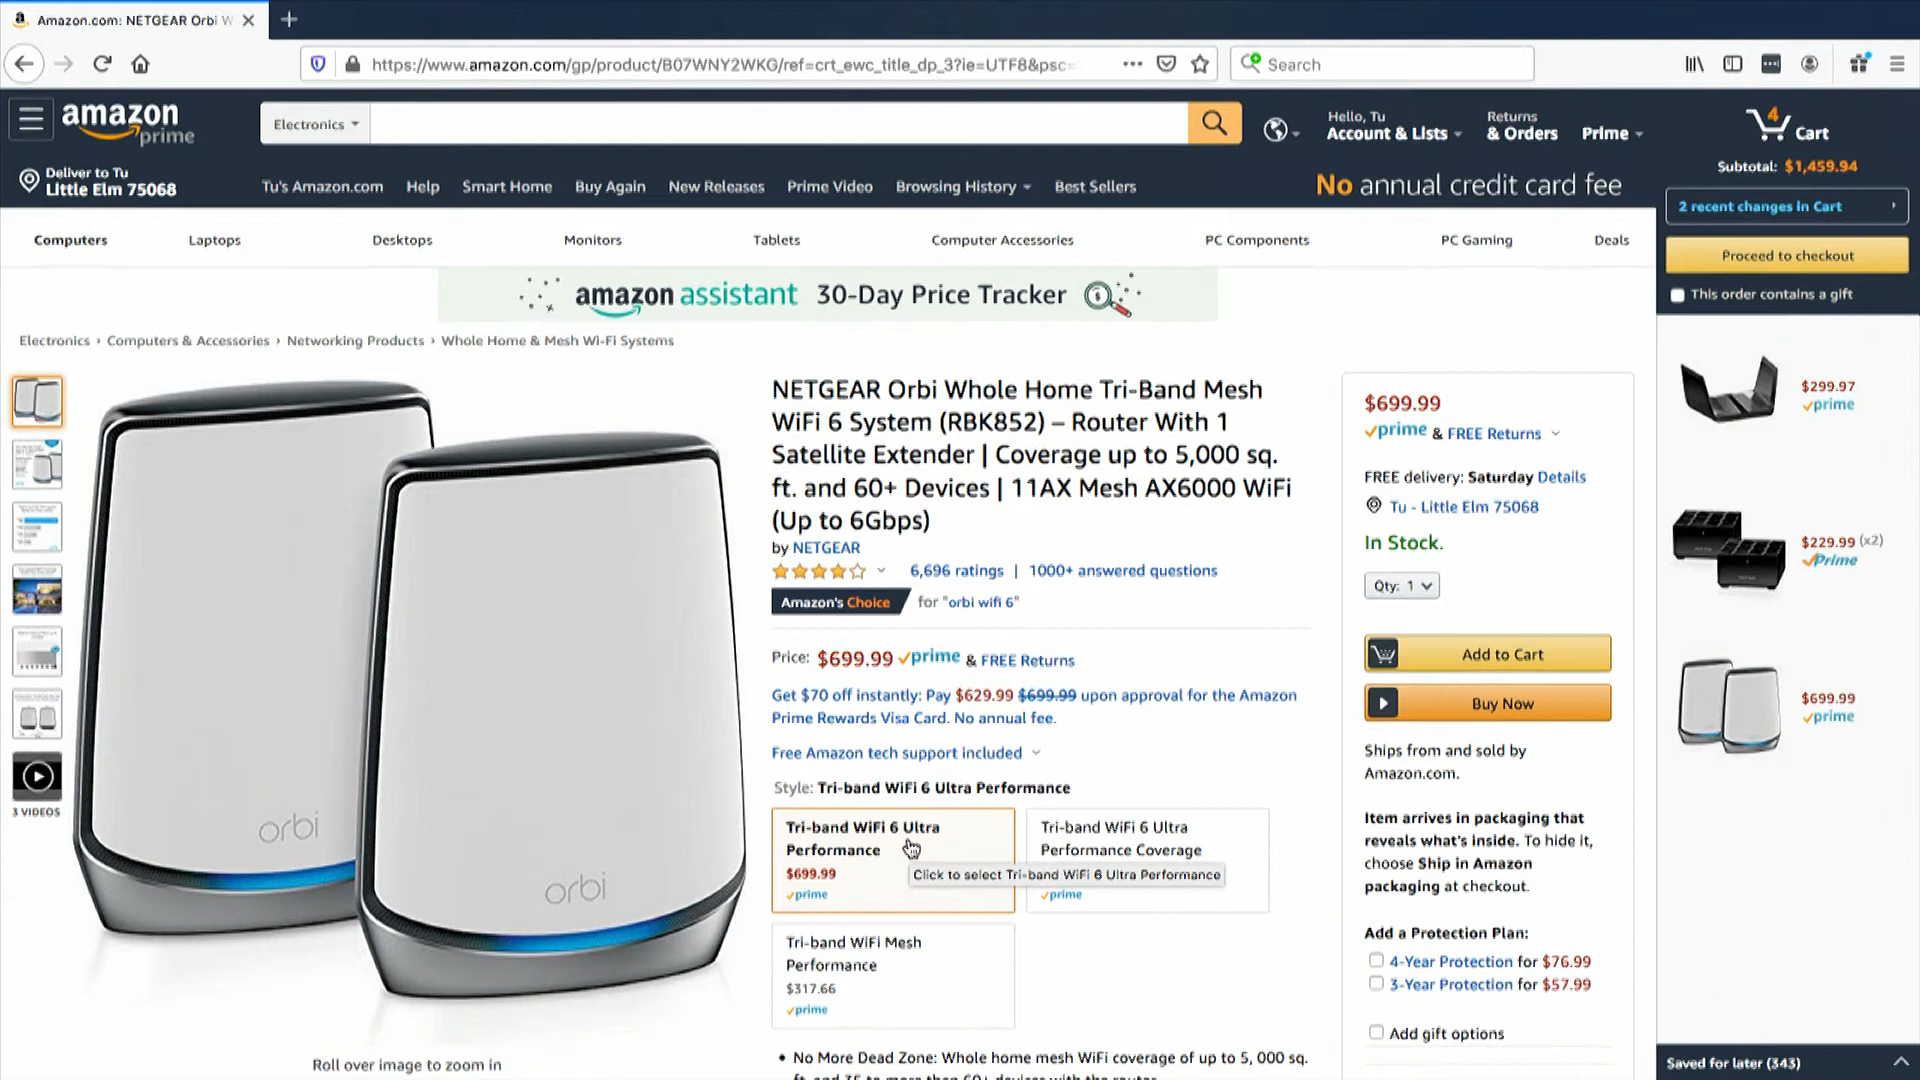 Amazon.com: NETGEAR Orbi W
https://www.amazon.com/gp/product/B07WNY2WKG/ref=crt_ewc_title_dp_3?ie=UTF8&psc=
Search
amazon
prime
Electronics
Hello, Tu
Account & Lists
Returns
& Orders
Prime
4
Cart
Deliver to Tu
Little Elm 75068
Tu's Amazon.com
Help
Smart Home
Buy Again
New Releases
Prime Video
Browsing History
Best Sellers
No annual credit card fee
Subtotal: $1,459.94
2 recent changes in Cart
Proceed to checkout
This order contains a gift
Computers
Laptops
Desktops
Monitors
Tablets
Computer Accessories
PC Components
PC Gaming
Deals
amazon assistant 30-Day Price Tracker
Electronics › Computers & Accessories › Networking Products › Whole Home & Mesh Wi-Fi Systems
3 VIDEOS
orbi
orbi
Roll over image to zoom in
NETGEAR Orbi Whole Home Tri-Band Mesh
WiFi 6 System (RBK852) – Router With 1
Satellite Extender | Coverage up to 5,000 sq.
ft. and 60+ Devices | 11AX Mesh AX6000 WiFi
(Up to 6Gbps)
by NETGEAR
6,696 ratings | 1000+ answered questions
Amazon's Choice for "orbi wifi 6"
Price: $699.99 prime & FREE Returns
Get $70 off instantly: Pay $629.99 $699.99 upon approval for the Amazon
Prime Rewards Visa Card. No annual fee.
Free Amazon tech support included
Style: Tri-band WiFi 6 Ultra Performance
Tri-band WiFi 6 Ultra
Performance
$699.99
prime
Tri-band WiFi 6 Ultra
Performance Coverage
Click to select Tri-band WiFi 6 Ultra Performance
prime
Tri-band WiFi Mesh
Performance
$317.66
prime
• No More Dead Zone: Whole home mesh WiFi coverage of up to 5, 000 sq.
$699.99
prime & FREE Returns
FREE delivery: Saturday Details
Tu - Little Elm 75068
In Stock.
Qty: 1
Add to Cart
Buy Now
Ships from and sold by
Amazon.com.
Item arrives in packaging that
reveals what's inside. To hide it,
choose Ship in Amazon
packaging at checkout.
Add a Protection Plan:
4-Year Protection for $76.99
3-Year Protection for $57.99
Add gift options
$299.97
prime
$229.99 (x2)
Prime
$699.99
prime
Saved for later (343)